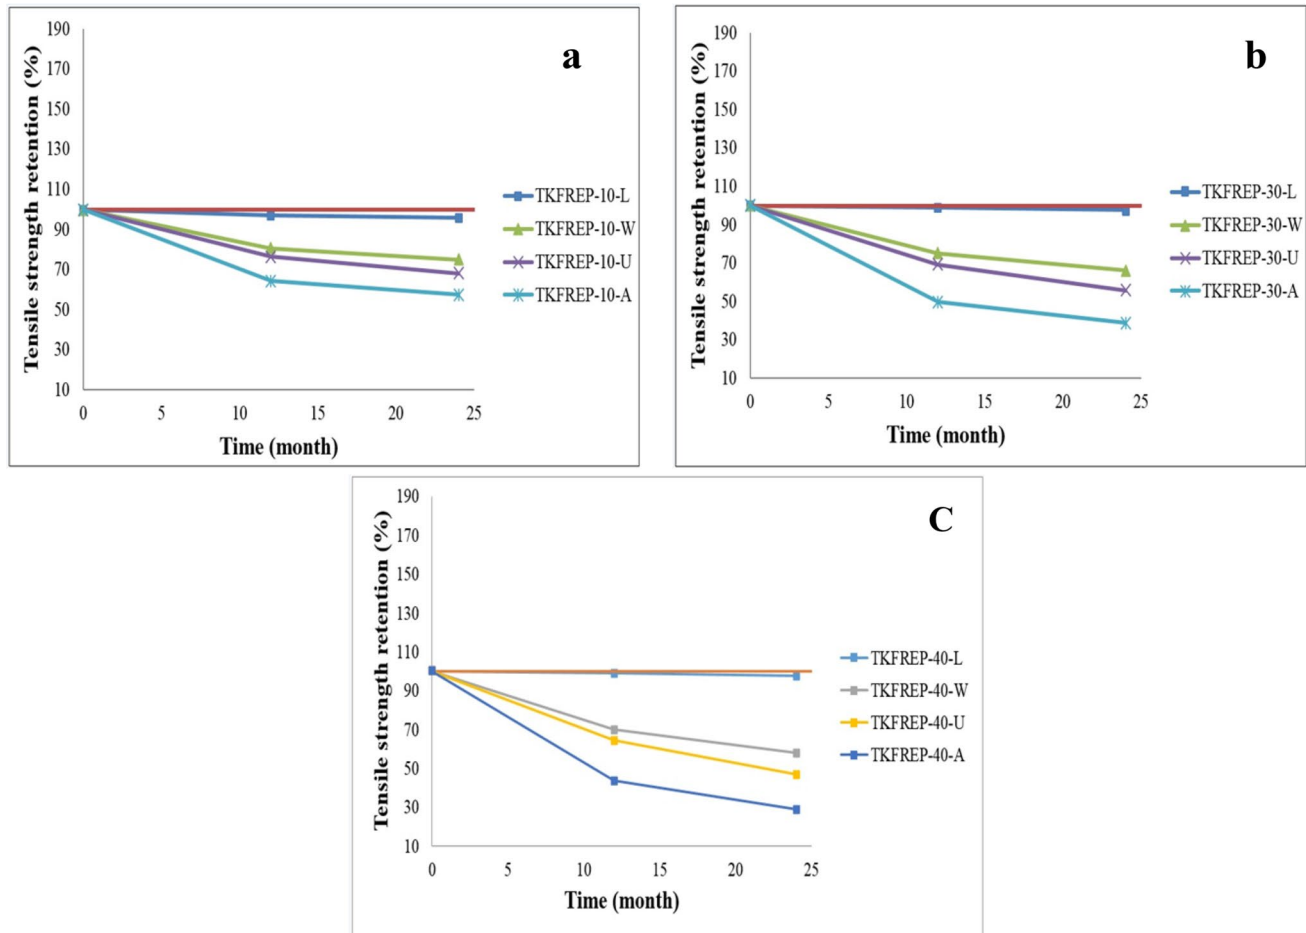 a
Tensile strength retention (%)
190
170
150
130
110
90
70
50
30
10
0
5
10
15
20
25
Time (month)
TKFREP-10-L
TKFREP-10-W
TKFREP-10-U
TKFREP-10-A
b
Tensile strength retention (%)
190
170
150
130
110
90
70
50
30
10
0
5
10
15
20
25
Time (month)
TKFREP-30-L
TKFREP-30-W
TKFREP-30-U
TKFREP-30-A
C
Tensile strength retention (%)
190
170
150
130
110
90
70
50
30
10
0
5
10
15
20
25
Time (month)
TKFREP-40-L
TKFREP-40-W
TKFREP-40-U
TKFREP-40-A